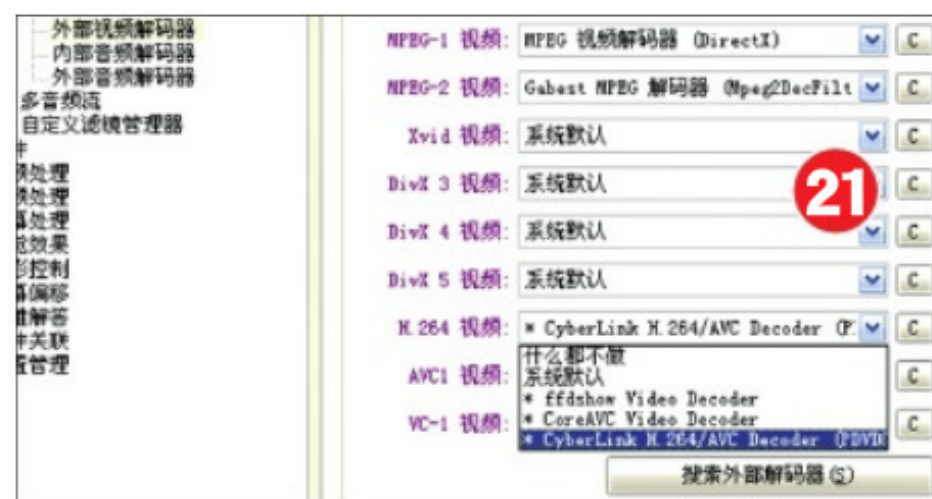 外部视频解码器
内部音频解码器
外部音频解码器
多音频流
自定义滤镜管理器
件
频处理
频处理
幕处理
觉效果
影控制
幕偏移
难解答
件关联
置管理
MPEG-1 视频: MPEG 视频解码器 (DirectX) C
MPEG-2 视频: Gabest MPEG 解码器 (Mpeg2DecFilt C
Xvid 视频: 系统默认 C
DivX 3 视频: 系统默认 C
21
DivX 4 视频: 系统默认 C
DivX 5 视频: 系统默认 C
H.264 视频: * CyberLink H.264/AVC Decoder (P C
什么都不做
AVC1 视频: 系统默认 C
* ffdshow Video Decoder
VC-1 视频: * CoreAVC Video Decoder C
* CyberLink H.264/AVC Decoder (PDVD
搜索外部解码器(S)